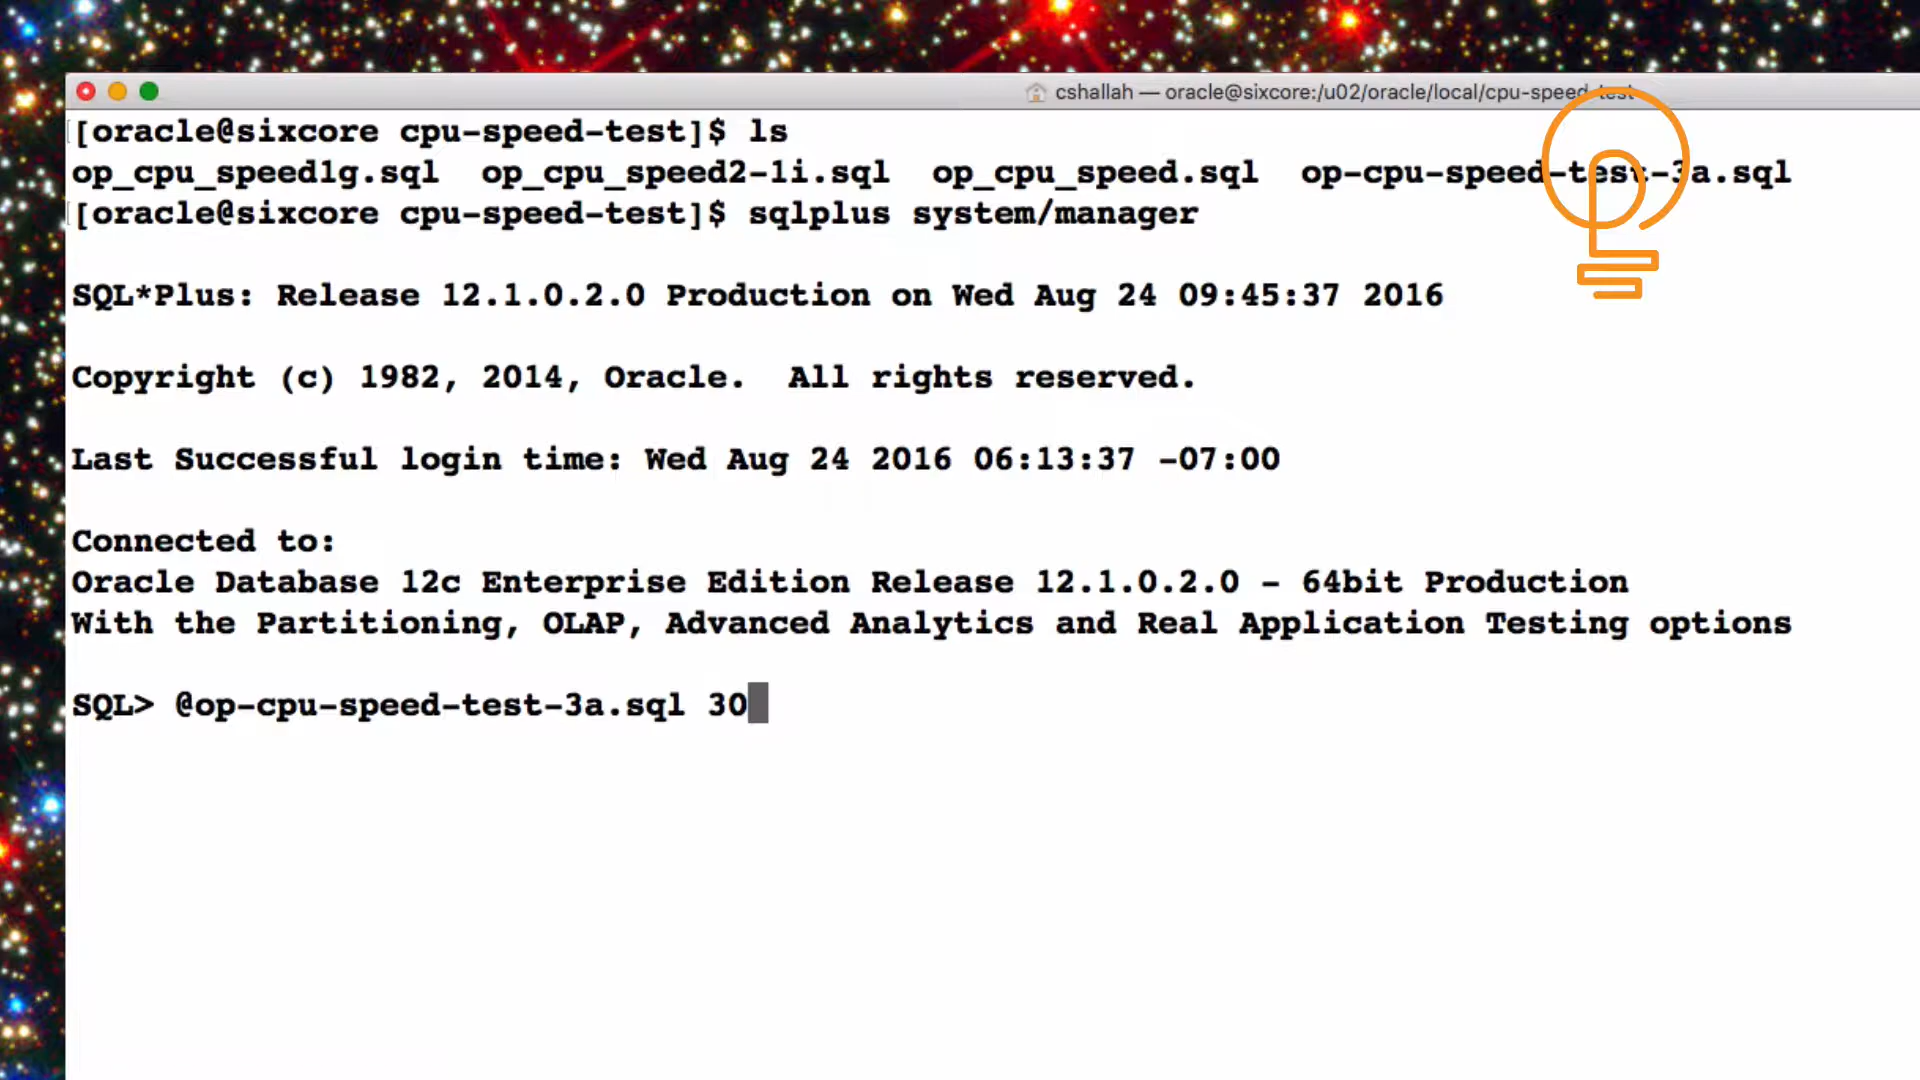 cshallah — oracle@sixcore:/u02/oracle/local/cpu-speed-test
[[oracle@sixcore cpu-speed-test]$ ls
op_cpu_speed1g.sql  op_cpu_speed2-1i.sql  op_cpu_speed.sql  op-cpu-speed-test-3a.sql
[[oracle@sixcore cpu-speed-test]$ sqlplus system/manager
SQL*Plus: Release 12.1.0.2.0 Production on Wed Aug 24 09:45:37 2016
Copyright (c) 1982, 2014, Oracle.  All rights reserved.
Last Successful login time: Wed Aug 24 2016 06:13:37 -07:00
Connected to:
Oracle Database 12c Enterprise Edition Release 12.1.0.2.0 - 64bit Production
With the Partitioning, OLAP, Advanced Analytics and Real Application Testing options
SQL> @op-cpu-speed-test-3a.sql 30